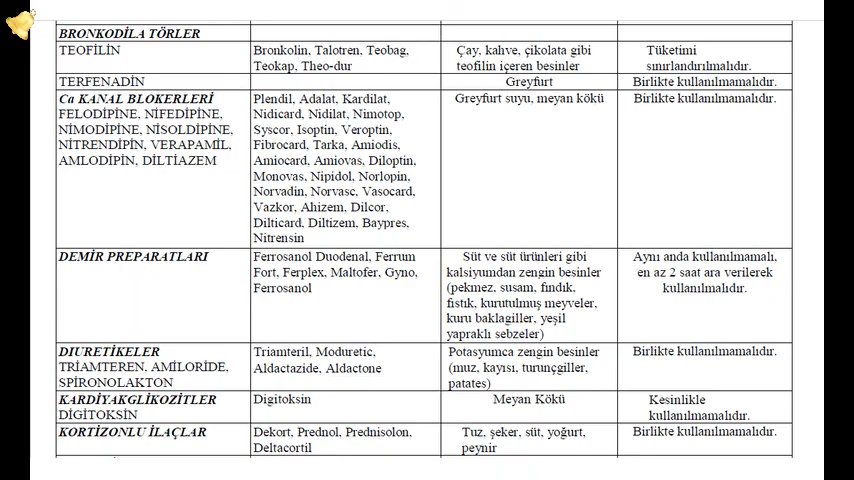 BRONKODİLA TÖRLER
TEOFİLİN
Bronkolin, Talotren, Teobag,
Teokap, Theo-dur
Çay, kahve, çikolata gibi
teofilin içeren besinler
Tüketimi
sınırlandırılmalıdır.
TERFENADİN
Greyfurt
Birlikte kullanılmamalıdır.
Ca KANAL BLOKERLERİ
FELODİPİNE, NİFEDİPİNE,
NİMODİPİNE, NİSOLDİPİNE,
NİTRENDİPİN, VERAPAMİL,
AMLODİPİN, DİLTİAZEM
Plendil, Adalat, Kardilat,
Nidicard, Nidilat, Nimotop,
Syscor, Isoptin, Veroptin,
Fibrocard, Tarka, Amiodis,
Amiocard, Amiovas, Diloptin,
Monovas, Nipidol, Norlopin,
Norvadin, Norvasc, Vasocard,
Vazkor, Ahizem, Dilcor,
Dilticard, Diltizem, Baypres,
Nitrensin
Greyfurt suyu, meyan kökü
Birlikte kullanılmamalıdır.
DEMİR PREPARATLARI
Ferrosanol Duodenal, Ferrum
Fort, Ferplex, Maltofer, Gyno,
Ferrosanol
Süt ve süt ürünleri gibi
kalsiyumdan zengin besinler
(pekmez, susam, fındık,
fıstık, kurutulmuş meyveler,
kuru baklagiller, yeşil
yapraklı sebzeler)
Aynı anda kullanılmamalı,
en az 2 saat ara verilerek
kullanılmalıdır.
DIURETİKELER
TRİAMTEREN, AMİLORİDE,
SPİRONOLAKTON
Triamteril, Moduretic,
Aldactazide, Aldactone
Potasyumca zengin besinler
(muz, kayısı, turunçgiller,
patates)
Birlikte kullanılmamalıdır.
KARDİYAKGLİKOZİTLER
DİGİTOKSİN
Digitoksin
Meyan Kökü
Kesinlikle
kullanılmamalıdır.
KORTİZONLU İLAÇLAR
Dekort, Prednol, Prednisolon,
Deltacortil
Tuz, şeker, süt, yoğurt,
peynir
Birlikte kullanılmamalıdır.